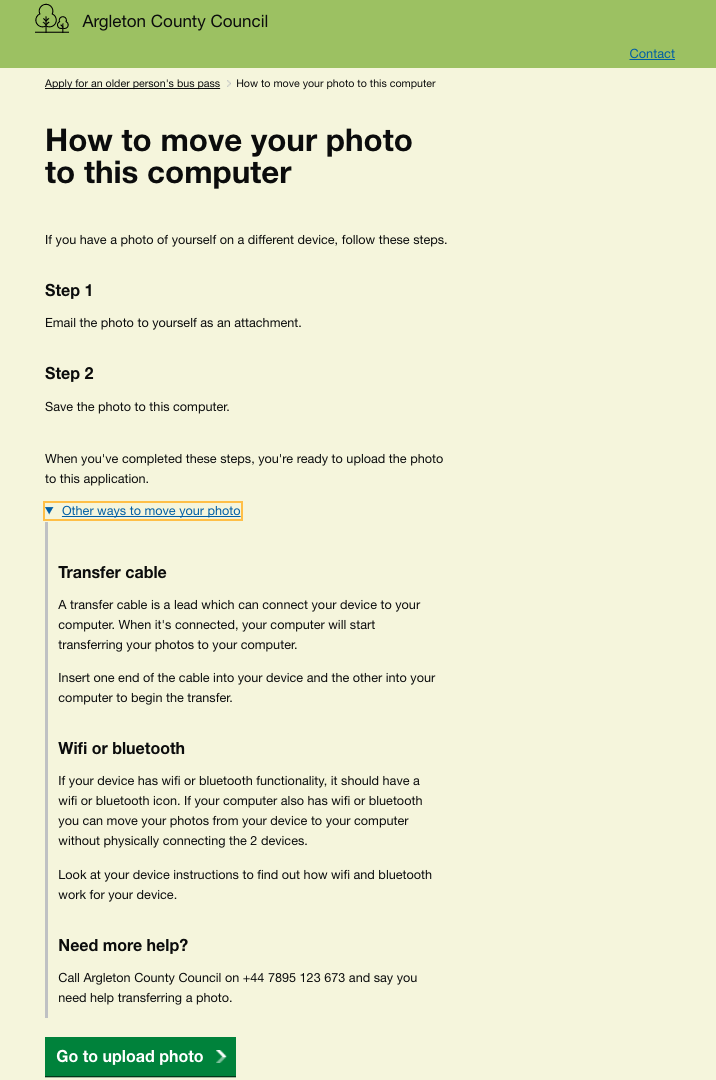 Argleton County Council
Contact
Apply for an older person's bus pass > How to move your photo to this computer
How to move your photo
to this computer
If you have a photo of yourself on a different device, follow these steps.
Step 1
Email the photo to yourself as an attachment.
Step 2
Save the photo to this computer.
When you've completed these steps, you're ready to upload the photo
to this application.
Other ways to move your photo
Transfer cable
A transfer cable is a lead which can connect your device to your
computer. When it's connected, your computer will start
transferring your photos to your computer.
Insert one end of the cable into your device and the other into your
computer to begin the transfer.
Wifi or bluetooth
If your device has wifi or bluetooth functionality, it should have a
wifi or bluetooth icon. If your computer also has wifi or bluetooth
you can move your photos from your device to your computer
without physically connecting the 2 devices.
Look at your device instructions to find out how wifi and bluetooth
work for your device.
Need more help?
Call Argleton County Council on +44 7895 123 673 and say you
need help transferring a photo.
Go to upload photo